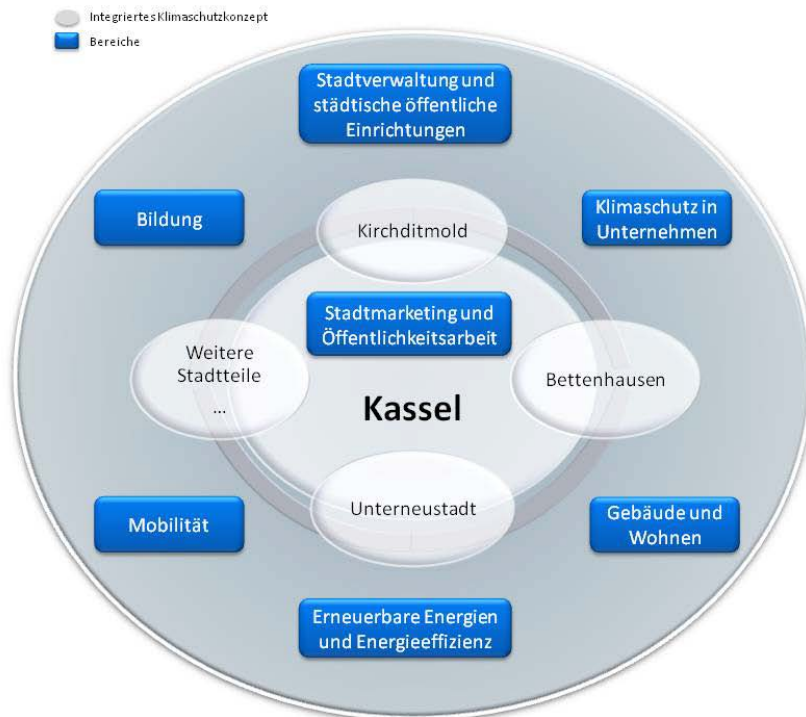 Integriertes Klimaschutzkonzept
Bereiche
Stadtverwaltung und
städtische öffentliche
Einrichtungen
Bildung
Kirchditmold
Klimaschutz in
Unternehmen
Stadtmarketing und
Öffentlichkeitsarbeit
Weitere
Stadtteile
...
Bettenhausen
Kassel
Unterneustadt
Mobilität
Gebäude und
Wohnen
Erneuerbare Energien
und Energieeffizienz